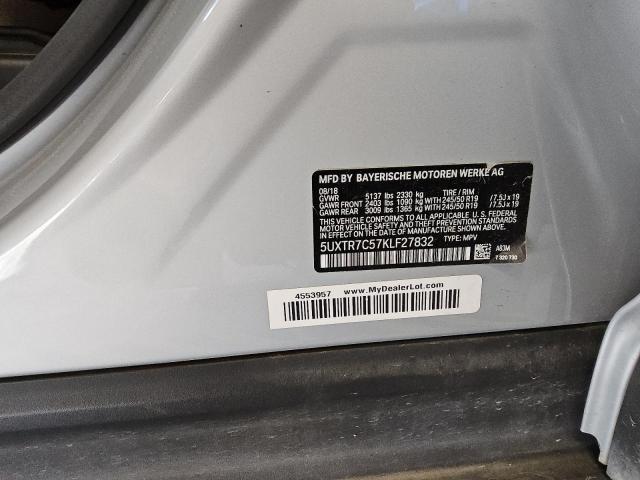 MFD BY BAYERISCHE MOTOREN WERKE AG
08/18
GVWR 5137 lbs 2330 kg TIRE / RIM
GAWR FRONT 2403 lbs 1090 kg WITH 245/50 R19 /7.5J x 19
GAWR REAR 3009 lbs 1365 kg WITH 245/50 R19 /7.5J x 19
THIS VEHICLE CONFORMS TO ALL APPLICABLE U.S. FEDERAL
MOTOR VEHICLE SAFETY, BUMPER AND THEFT PREVENTION
STANDARDS IN EFFECT ON THE DATE OF MANUFACTURE SHOWN ABOVE.
5UXTR7C57KLF27832 TYPE: MPV
A83M
7 320 730
4553957 www.MyDealerLot.com